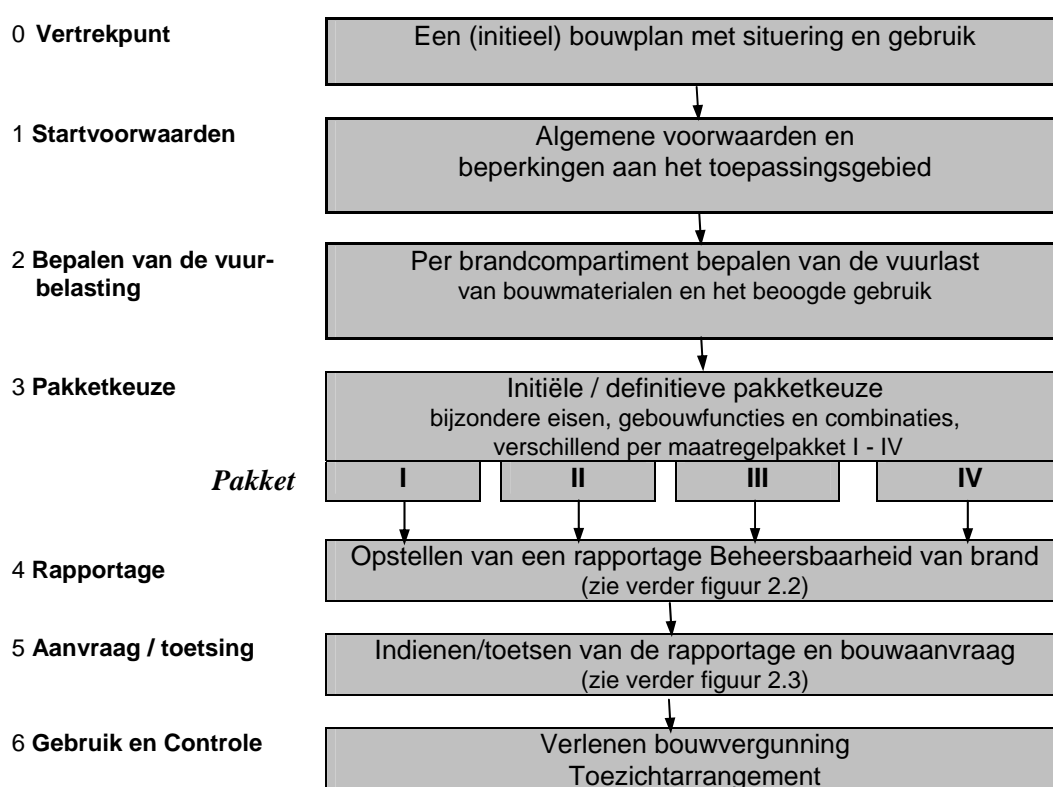 0 Vertrekpunt
Een (initieel) bouwplan met situering en gebruik
1 Startvoorwaarden
Algemene voorwaarden en
beperkingen aan het toepassingsgebied
2 Bepalen van de vuur-
belasting
Per brandcompartiment bepalen van de vuurlast
van bouwmaterialen en het beoogde gebruik
3 Pakketkeuze
Initiële / definitieve pakketkeuze
bijzondere eisen, gebouwfuncties en combinaties,
verschillend per maatregelpakket I - IV
Pakket I II III IV
4 Rapportage
Opstellen van een rapportage Beheersbaarheid van brand
(zie verder figuur 2.2)
5 Aanvraag / toetsing
Indienen/toetsen van de rapportage en bouwaanvraag
(zie verder figuur 2.3)
6 Gebruik en Controle
Verlenen bouwvergunning
Toezichtarrangement